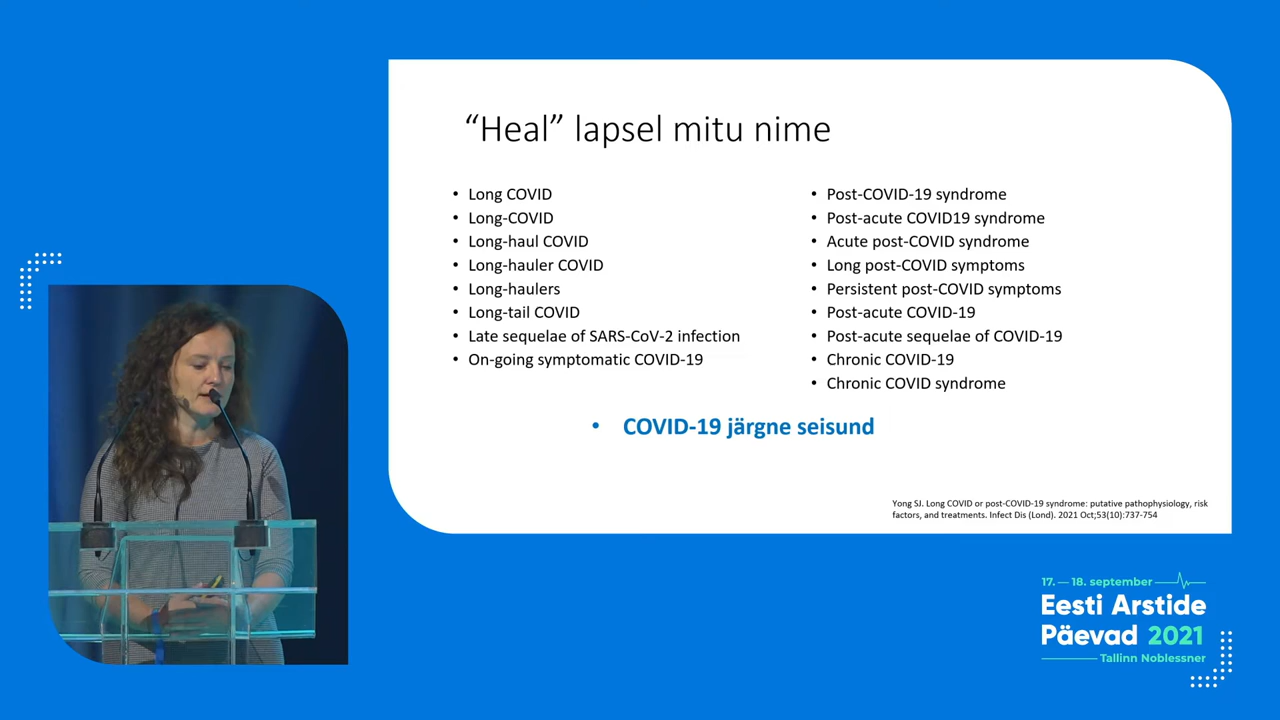 “Heal” lapsel mitu nime
• Long COVID
• Long-COVID
• Long-haul COVID
• Long-hauler COVID
• Long-haulers
• Long-tail COVID
• Late sequelae of SARS-CoV-2 infection
• On-going symptomatic COVID-19
• Post-COVID-19 syndrome
• Post-acute COVID19 syndrome
• Acute post-COVID syndrome
• Long post-COVID symptoms
• Persistent post-COVID symptoms
• Post-acute COVID-19
• Post-acute sequelae of COVID-19
• Chronic COVID-19
• Chronic COVID syndrome
• COVID-19 järgne seisund
Yong SJ. Long COVID or post-COVID-19 syndrome: putative pathophysiology, risk
factors, and treatments. Infect Dis (Lond). 2021 Oct;53(10):737-754
17. — 18. september
Eesti Arstide
Päevad 2021
Tallinn Noblessner